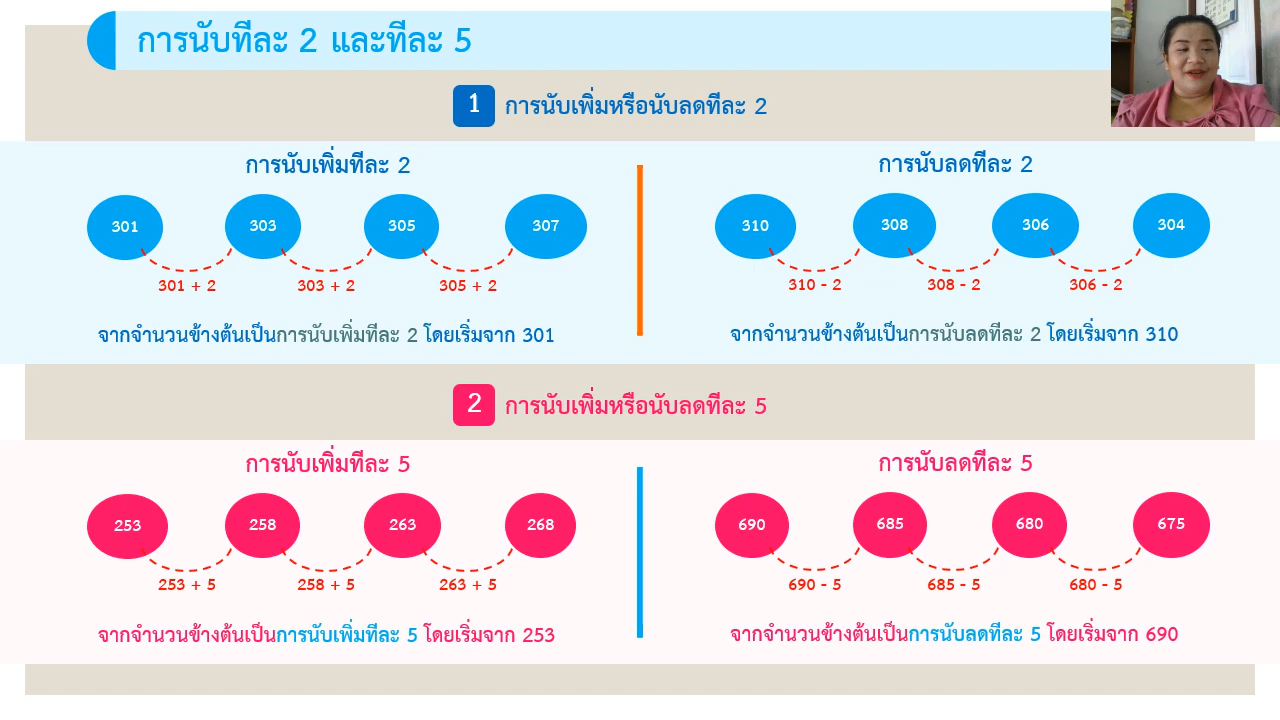 การนับทีละ 2 และทีละ 5
1 การนับเพิ่มหรือนับลดทีละ 2
การนับเพิ่มทีละ 2
301 303 305 307
301 + 2 303 + 2 305 + 2
จากจำนวนข้างต้นเป็นการนับเพิ่มทีละ 2 โดยเริ่มจาก 301
การนับลดทีละ 2
310 308 306 304
310 - 2 308 - 2 306 - 2
จากจำนวนข้างต้นเป็นการนับลดทีละ 2 โดยเริ่มจาก 310
2 การนับเพิ่มหรือนับลดทีละ 5
การนับเพิ่มทีละ 5
253 258 263 268
253 + 5 258 + 5 263 + 5
จากจำนวนข้างต้นเป็นการนับเพิ่มทีละ 5 โดยเริ่มจาก 253
การนับลดทีละ 5
690 685 680 675
690 - 5 685 - 5 680 - 5
จากจำนวนข้างต้นเป็นการนับลดทีละ 5 โดยเริ่มจาก 690